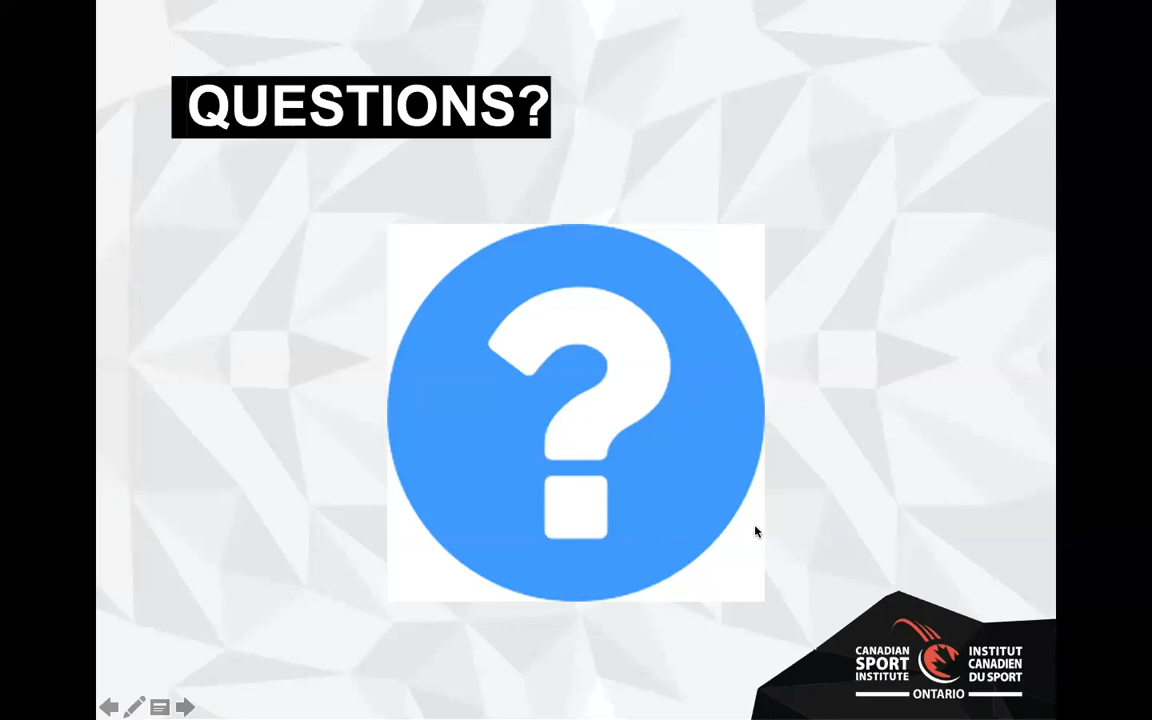 QUESTIONS?
?
CANADIAN
SPORT
INSTITUTE
INSTITUT
CANADIEN
DU SPORT
ONTARIO